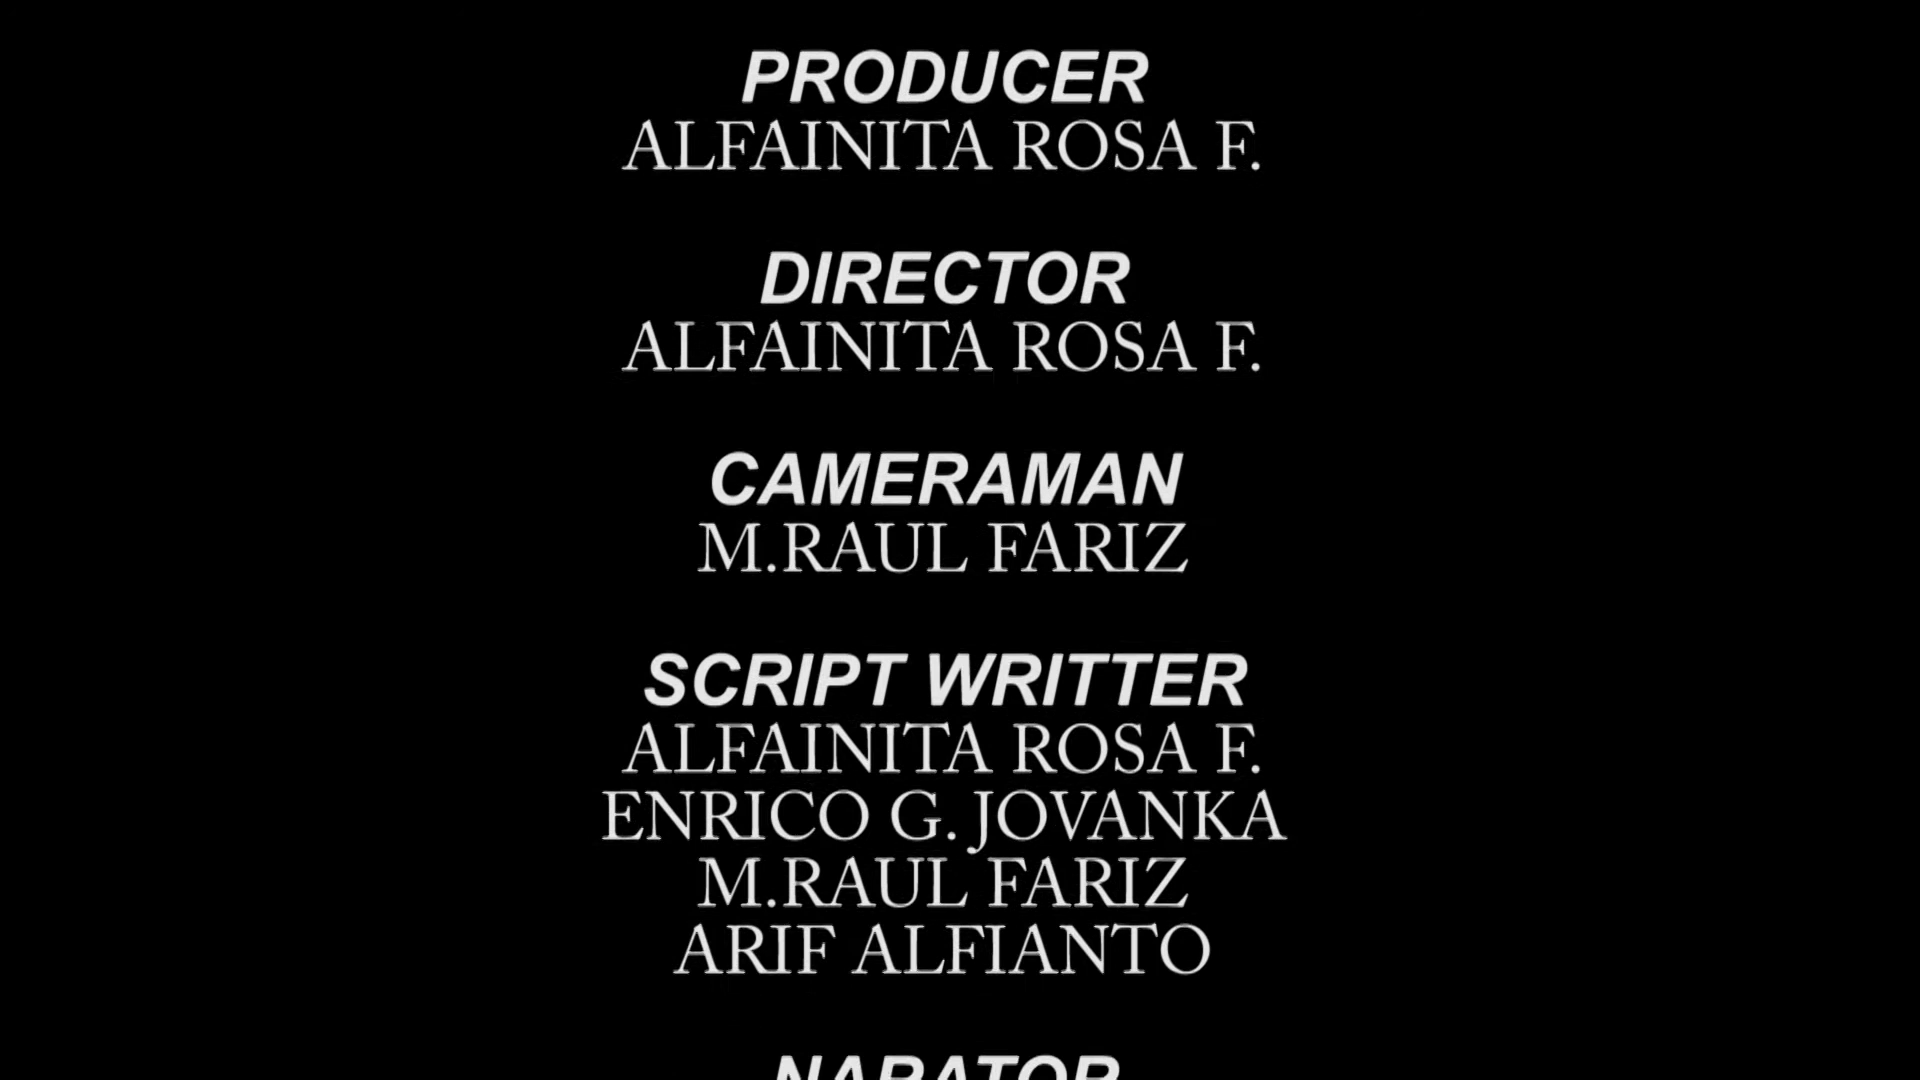 PRODUCER
ALFAINITA ROSA F.
DIRECTOR
ALFAINITA ROSA F.
CAMERAMAN
M.RAUL FARIZ
SCRIPT WRITTER
ALFAINITA ROSA F.
ENRICO G. JOVANKA
M.RAUL FARIZ
ARIF ALFIANTO
NARATOR